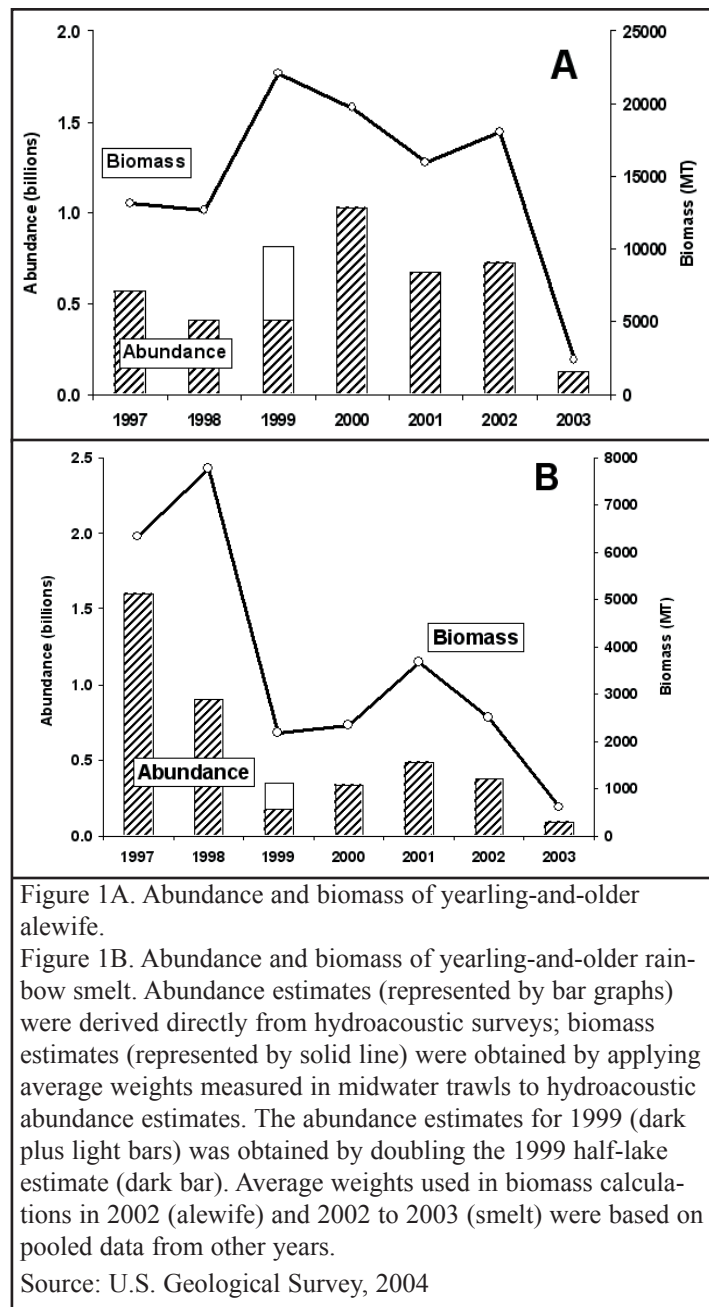 A
2.0
1.5
1.0
0.5
0.0
Abundance (billions)
25000
20000
15000
10000
5000
0
Biomass (MT)
Biomass
Abundance
1997 1998 1999 2000 2001 2002 2003
B
2.5
2.0
1.5
1.0
0.5
0.0
Abundance (billions)
8000
7000
6000
5000
4000
3000
2000
1000
0
Biomass (MT)
Biomass
Abundance
1997 1998 1999 2000 2001 2002 2003
Figure 1A. Abundance and biomass of yearling-and-older
alewife.
Figure 1B. Abundance and biomass of yearling-and-older rain-
bow smelt. Abundance estimates (represented by bar graphs)
were derived directly from hydroacoustic surveys; biomass
estimates (represented by solid line) were obtained by applying
average weights measured in midwater trawls to hydroacoustic
abundance estimates. The abundance estimates for 1999 (dark
plus light bars) was obtained by doubling the 1999 half-lake
estimate (dark bar). Average weights used in biomass calcula-
tions in 2002 (alewife) and 2002 to 2003 (smelt) were based on
pooled data from other years.
Source: U.S. Geological Survey, 2004